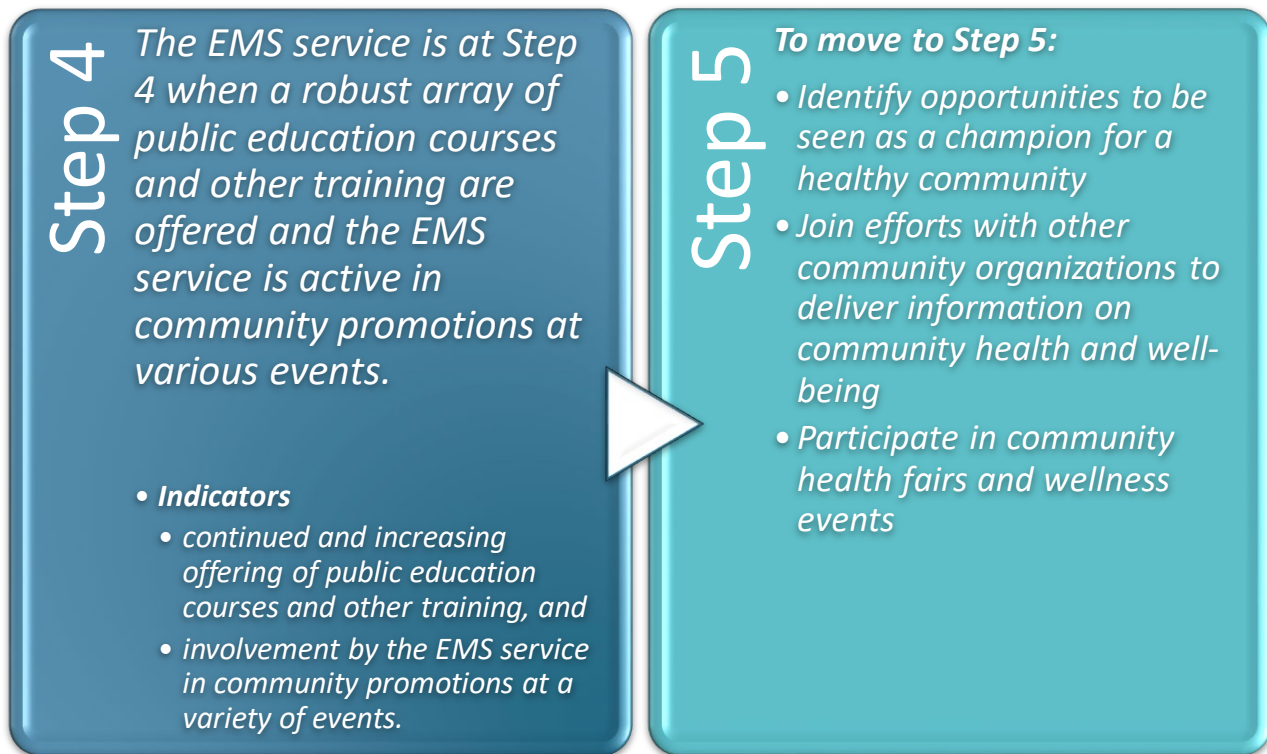 Step 4
The EMS service is at Step
4 when a robust array of
public education courses
and other training are
offered and the EMS
service is active in
community promotions at
various events.
• Indicators
• continued and increasing
offering of public education
courses and other training, and
• involvement by the EMS service
in community promotions at a
variety of events.
Step 5
To move to Step 5:
• Identify opportunities to be
seen as a champion for a
healthy community
• Join efforts with other
community organizations to
deliver information on
community health and well-
being
• Participate in community
health fairs and wellness
events